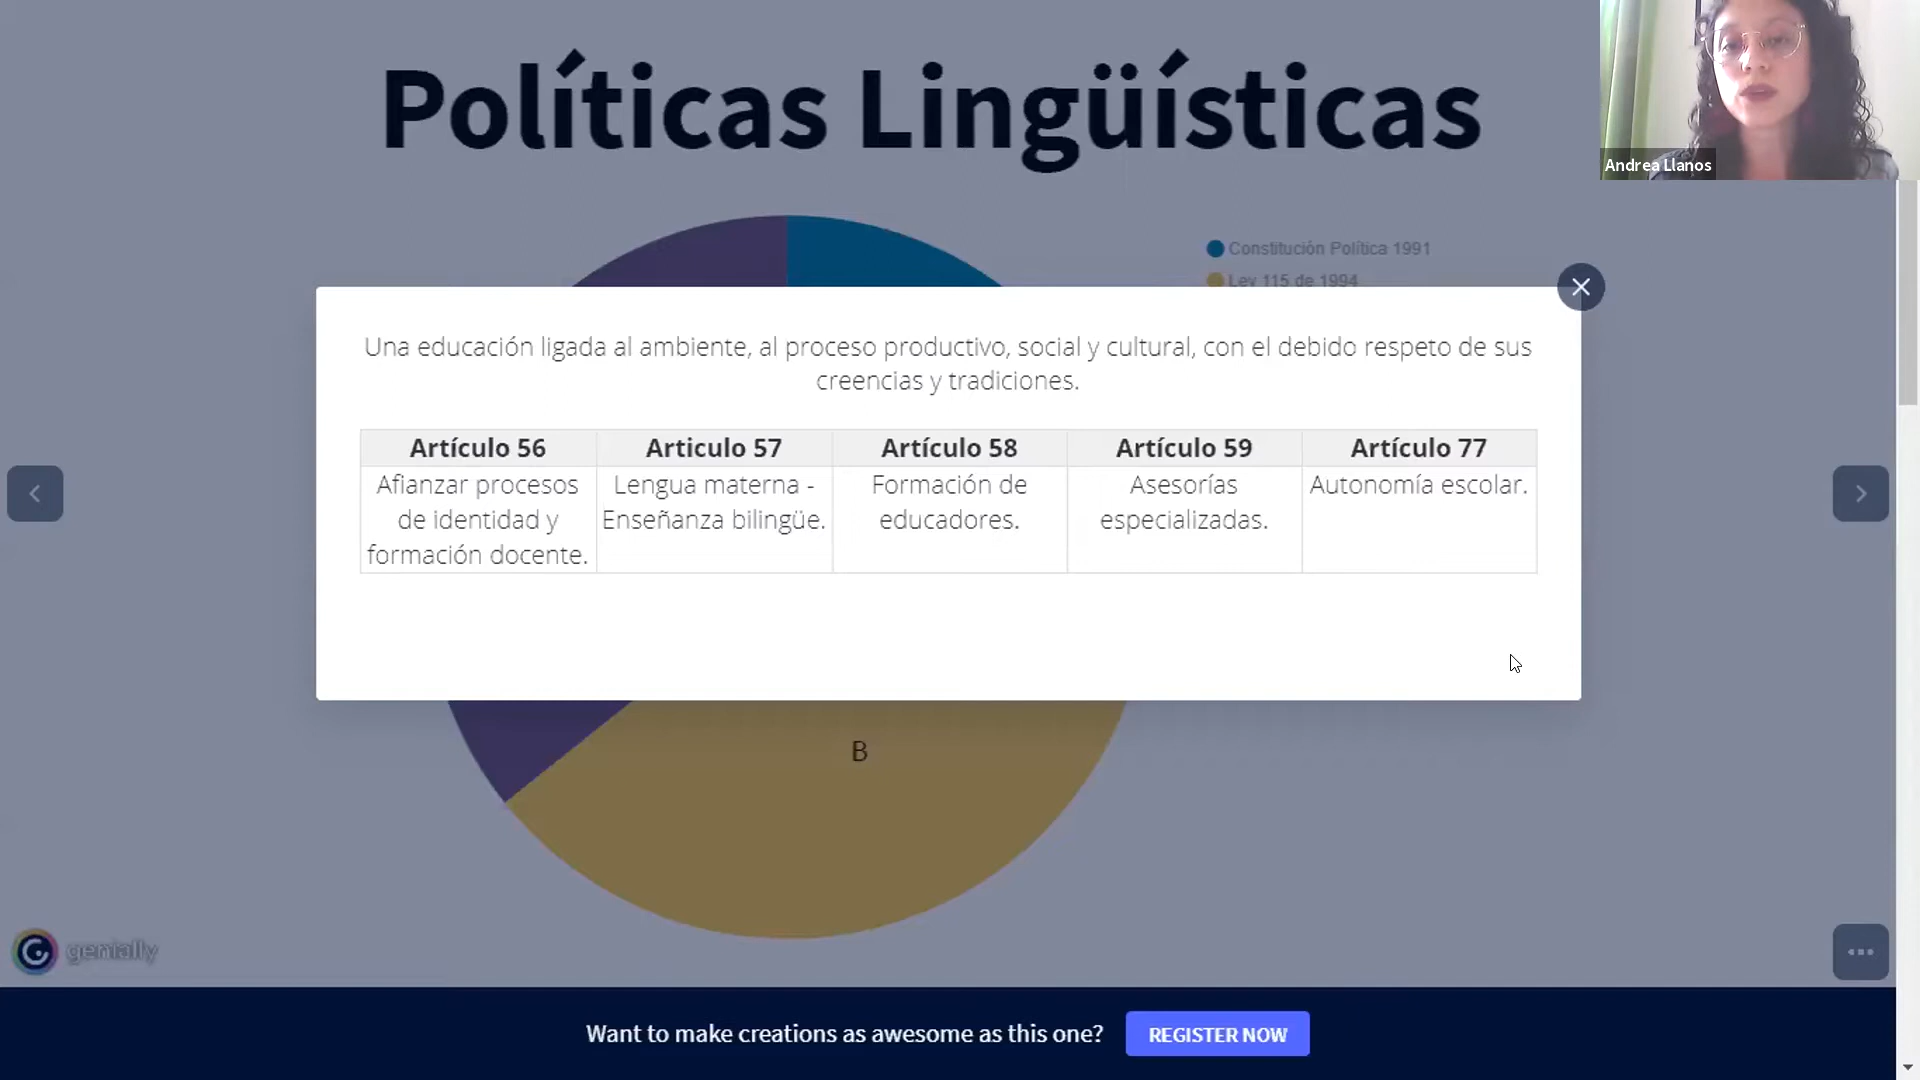 Políticas Lingüísticas
Andrea Llanos
Constitución Política 1991
Ley 115 de 1994
Una educación ligada al ambiente, al proceso productivo, social y cultural, con el debido respeto de sus
creencias y tradiciones.
Artículo 56
Articulo 57
Artículo 58
Artículo 59
Artículo 77
Afianzar procesos
de identidad y
formación docente.
Lengua materna -
Enseñanza bilingüe.
Formación de
educadores.
Asesorías
especializadas.
Autonomía escolar.
B
genially
Want to make creations as awesome as this one?
REGISTER NOW